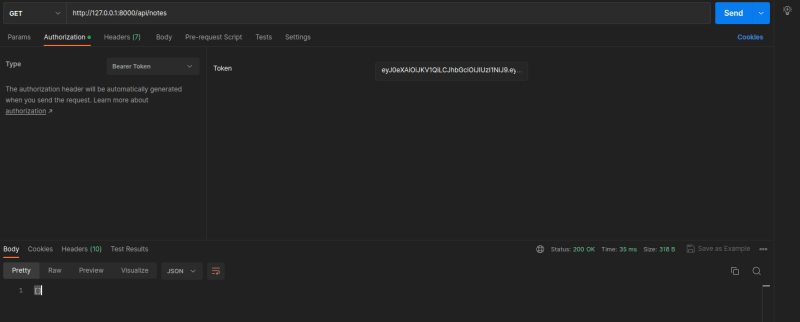 GET http://127.0.0.1:8000/api/notes Send
Params Authorization Headers (7) Body Pre-request Script Tests Settings Cookies
Type Bearer Token
The authorization header will be automatically generated
when you send the request. Learn more about
authorization ↗
Token eyJ0eXAiOiJKV1QiLCJhbGciOiJIUzI1NiJ9.ey...
Body Cookies Headers (10) Test Results Status: 200 OK Time: 35 ms Size: 318 B Save as Example
Pretty Raw Preview Visualize JSON
1 []